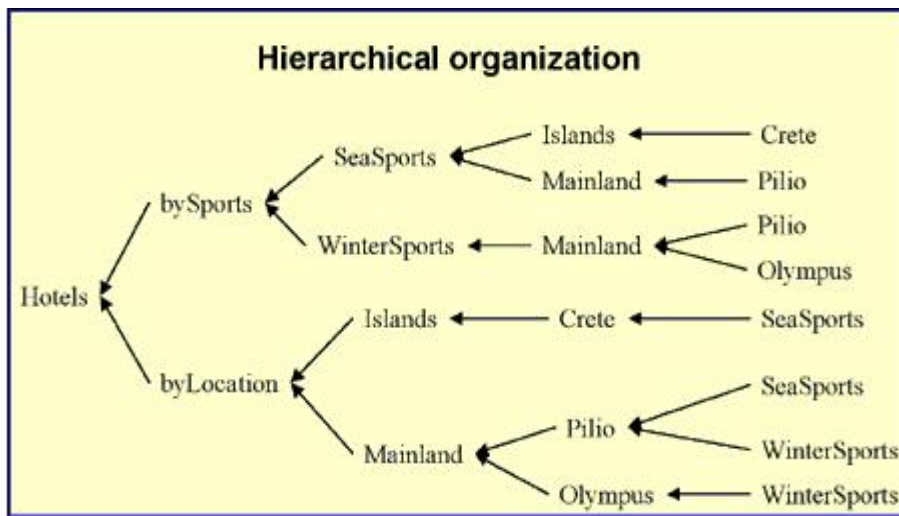 Hierarchical organization
Islands Crete
SeaSports
Mainland Pilio
bySports
Pilio
WinterSports Mainland
Olympus
Hotels
Islands Crete SeaSports
byLocation
SeaSports
Pilio
Mainland
WinterSports
Olympus WinterSports